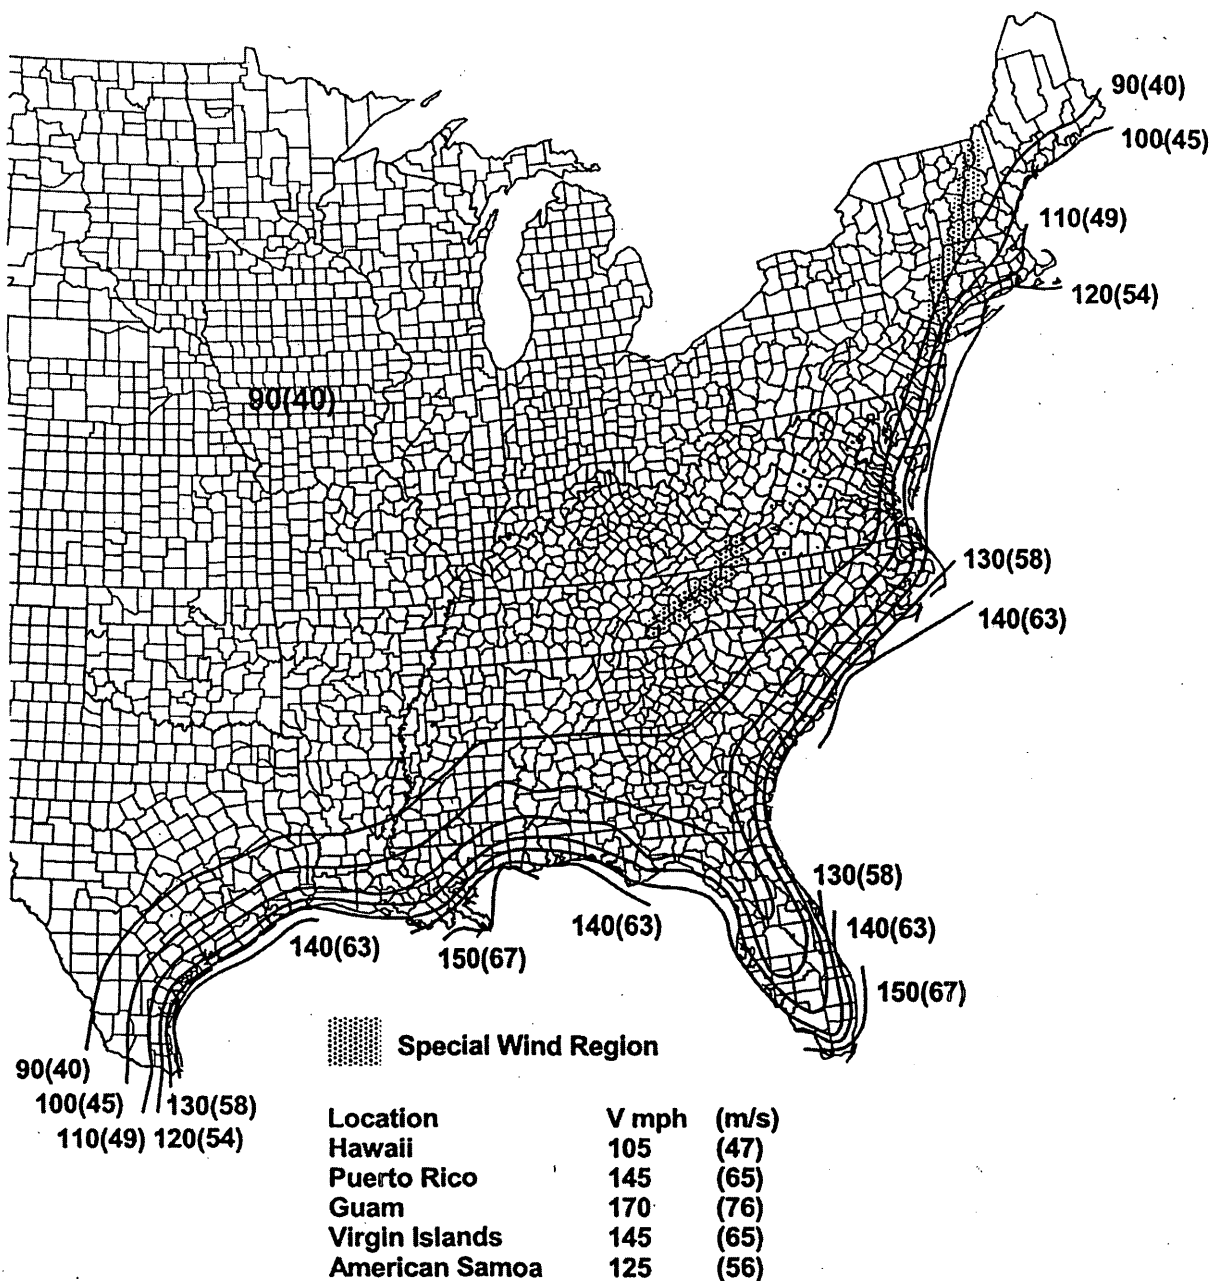 90(40)
100(45)
110(49)
120(54)
90(40)
130(58)
140(63)
130(58)
140(63)
140(63)
140(63)
150(67)
150(67)
Special Wind Region
90(40)
100(45)
130(58)
110(49)
120(54)
Location V mph (m/s)
Hawaii 105 (47)
Puerto Rico 145 (65)
Guam 170 (76)
Virgin Islands 145 (65)
American Samoa 125 (56)